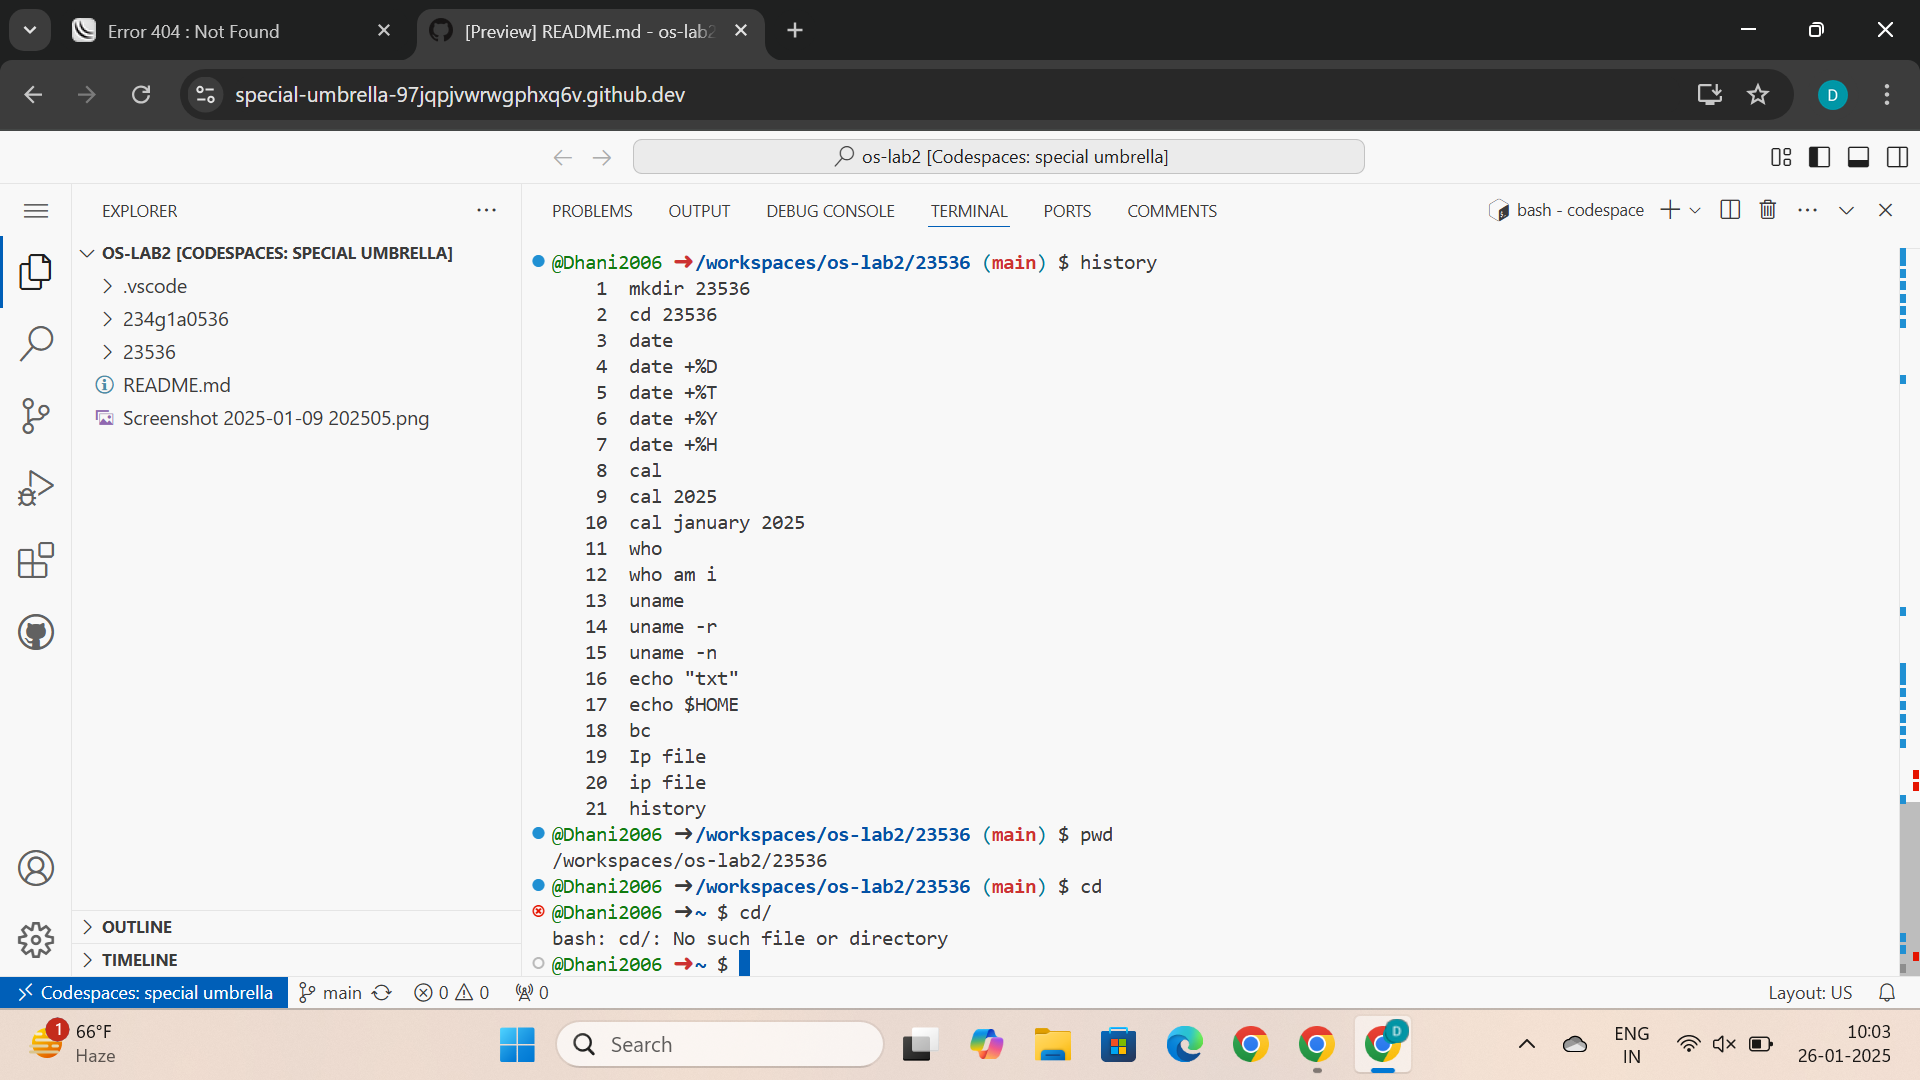 Error 404 : Not Found
[Preview] README.md - os-lab2
special-umbrella-97jqpjvwrwgphxq6v.github.dev
D
os-lab2 [Codespaces: special umbrella]
EXPLORER
PROBLEMS OUTPUT DEBUG CONSOLE TERMINAL PORTS COMMENTS
bash - codespace
OS-LAB2 [CODESPACES: SPECIAL UMBRELLA]
.vscode
234g1a0536
23536
README.md
Screenshot 2025-01-09 202505.png
OUTLINE
TIMELINE
@Dhani2006 ➜/workspaces/os-lab2/23536 (main) $ history
1 mkdir 23536
2 cd 23536
3 date
4 date +%D
5 date +%T
6 date +%Y
7 date +%H
8 cal
9 cal 2025
10 cal january 2025
11 who
12 who am i
13 uname
14 uname -r
15 uname -n
16 echo "txt"
17 echo $HOME
18 bc
19 Ip file
20 ip file
21 history
@Dhani2006 ➜/workspaces/os-lab2/23536 (main) $ pwd
/workspaces/os-lab2/23536
@Dhani2006 ➜/workspaces/os-lab2/23536 (main) $ cd
@Dhani2006 ➜~ $ cd/
bash: cd/: No such file or directory
@Dhani2006 ➜~ $
Codespaces: special umbrella main 0 0 0
Layout: US
1
66°F
Haze
Search
D
ENG
IN
10:03
26-01-2025